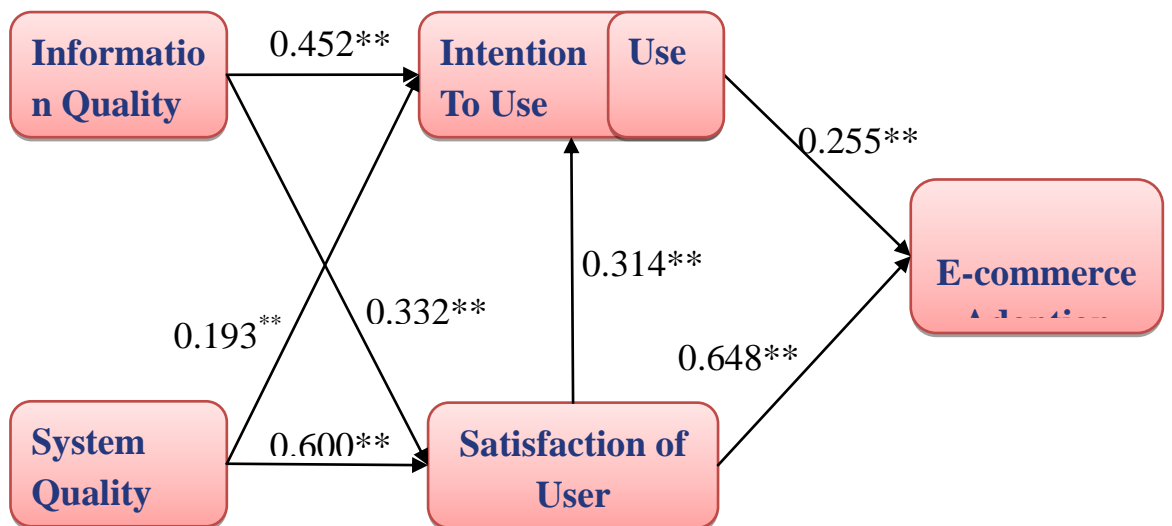 Informatio
n Quality
0.452**
Intention
To Use
Use
0.255**
E-commerce
0.314**
0.332**
0.193**
0.648**
System
Quality
0.600**
Satisfaction of
User